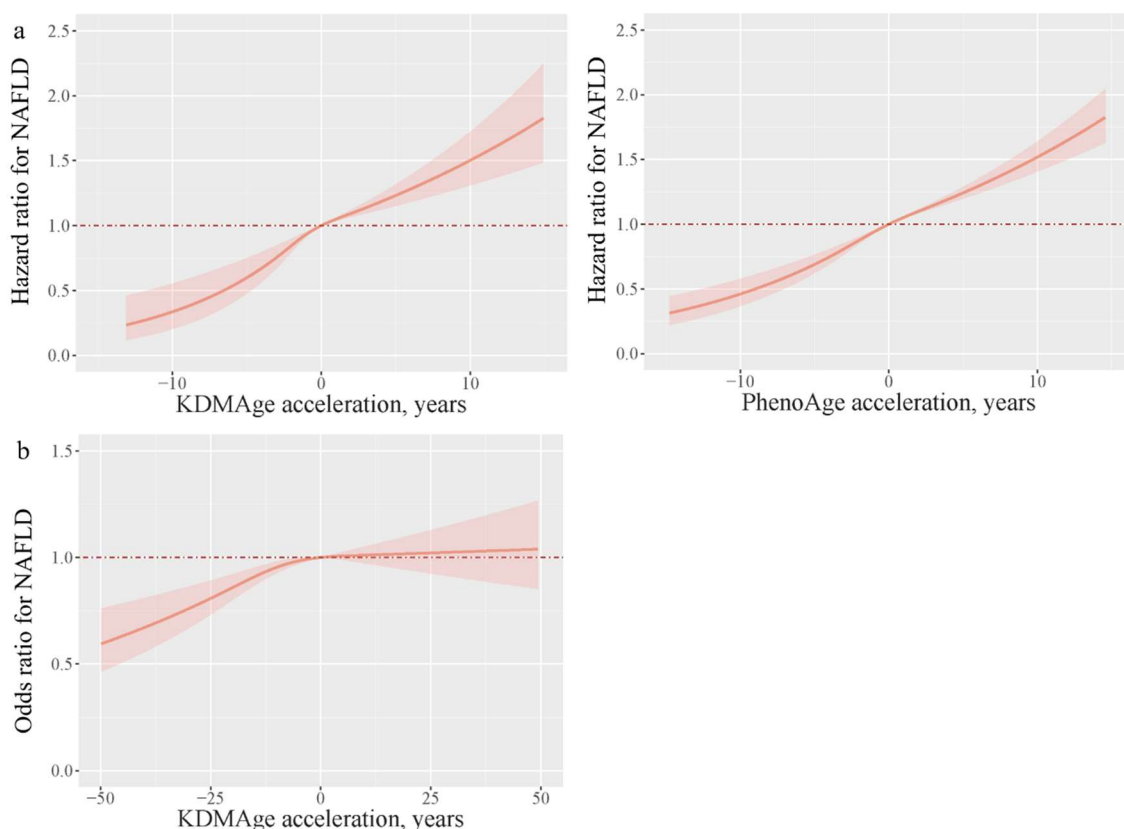 a
Hazard ratio for NAFLD
2.5
2.0
1.5
1.0
0.5
0.0
−10 0 10
KDMAge acceleration, years
Hazard ratio for NAFLD
2.5
2.0
1.5
1.0
0.5
0.0
−10 0 10
PhenoAge acceleration, years
b
Odds ratio for NAFLD
1.5
1.0
0.5
0.0
−50 −25 0 25 50
KDMAge acceleration, years